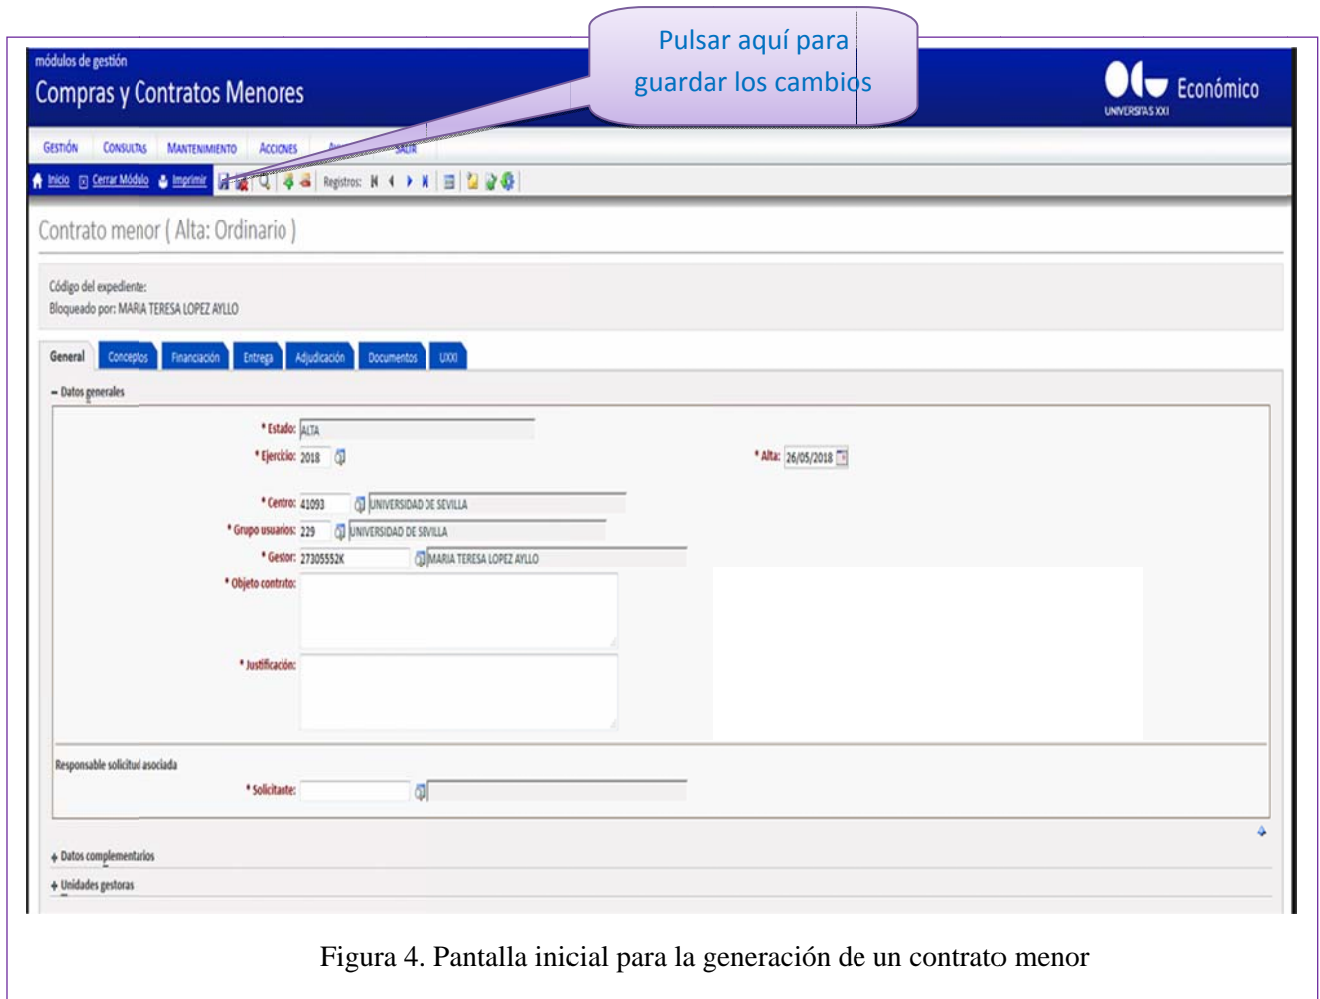 Pulsar aquí para
guardar los cambios
módulos de gestión
Compras y Contratos Menores
Económico
UNIVERSITAS XXI
GESTIÓN CONSULTAS MANTENIMIENTO ACCIONES SALIR
Inicio Cerrar Módulo Imprimir Registros:
Contrato menor ( Alta: Ordinario )
Código del expediente:
Bloqueado por: MARIA TERESA LOPEZ AYLLO
General Conceptos Financiación Entrega Adjudicación Documentos UXXI
Datos generales
* Estado: ALTA
* Ejercicio: 2018 * Alta: 26/05/2018
* Centro: 41093 UNIVERSIDAD DE SEVILLA
* Grupo usuarios: 229 UNIVERSIDAD DE SEVILLA
* Gestor: 27305552K MARIA TERESA LOPEZ AYLLO
* Objeto contrato:
* Justificación:
Responsable solicitud asociada
* Solicitante:
+ Datos complementarios
+ Unidades gestoras
Figura 4. Pantalla inicial para la generación de un contrato menor